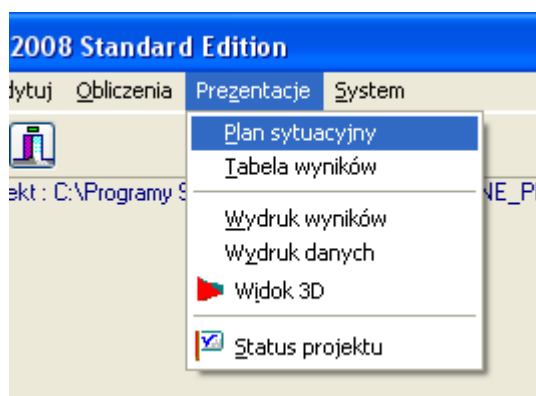 2008 Standard Edition
dytuj Obliczenia Prezentacje System
Plan sytuacyjny
Tabela wyników
ekt : C:\Programy S
NE_P
Wydruk wyników
Wydruk danych
Widok 3D
Status projektu